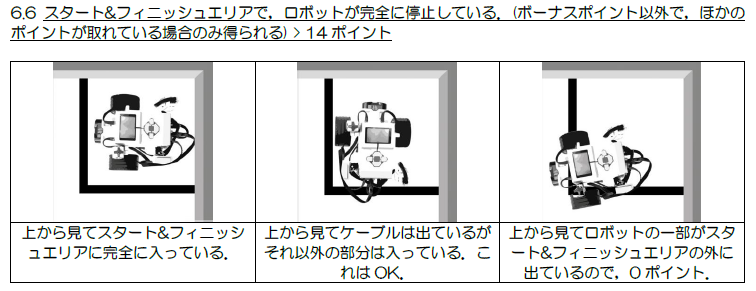 6.6 スタート&フィニッシュエリアで，ロボットが完全に停止している．(ボーナスポイント以外で，ほかの
ポイントが取れている場合のみ得られる) > 14 ポイント
上から見てスタート&フィニッシ
ュエリアに完全に入っている．
上から見てケーブルは出ているが
それ以外の部分は入っている．こ
れは OK．
上から見てロボットの一部がスタ
ート&フィニッシュエリアの外に
出ているので，0 ポイント．